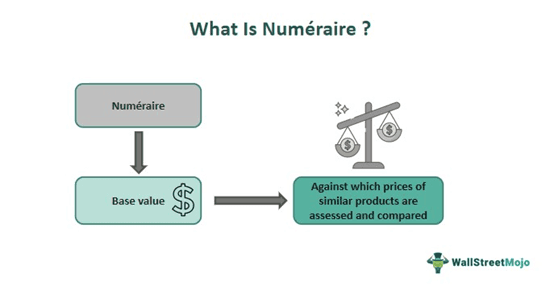 What Is Numéraire ?
Numéraire
Base value
$
Against which prices of
similar products are
assessed and compared
$
$
WallStreetMojo